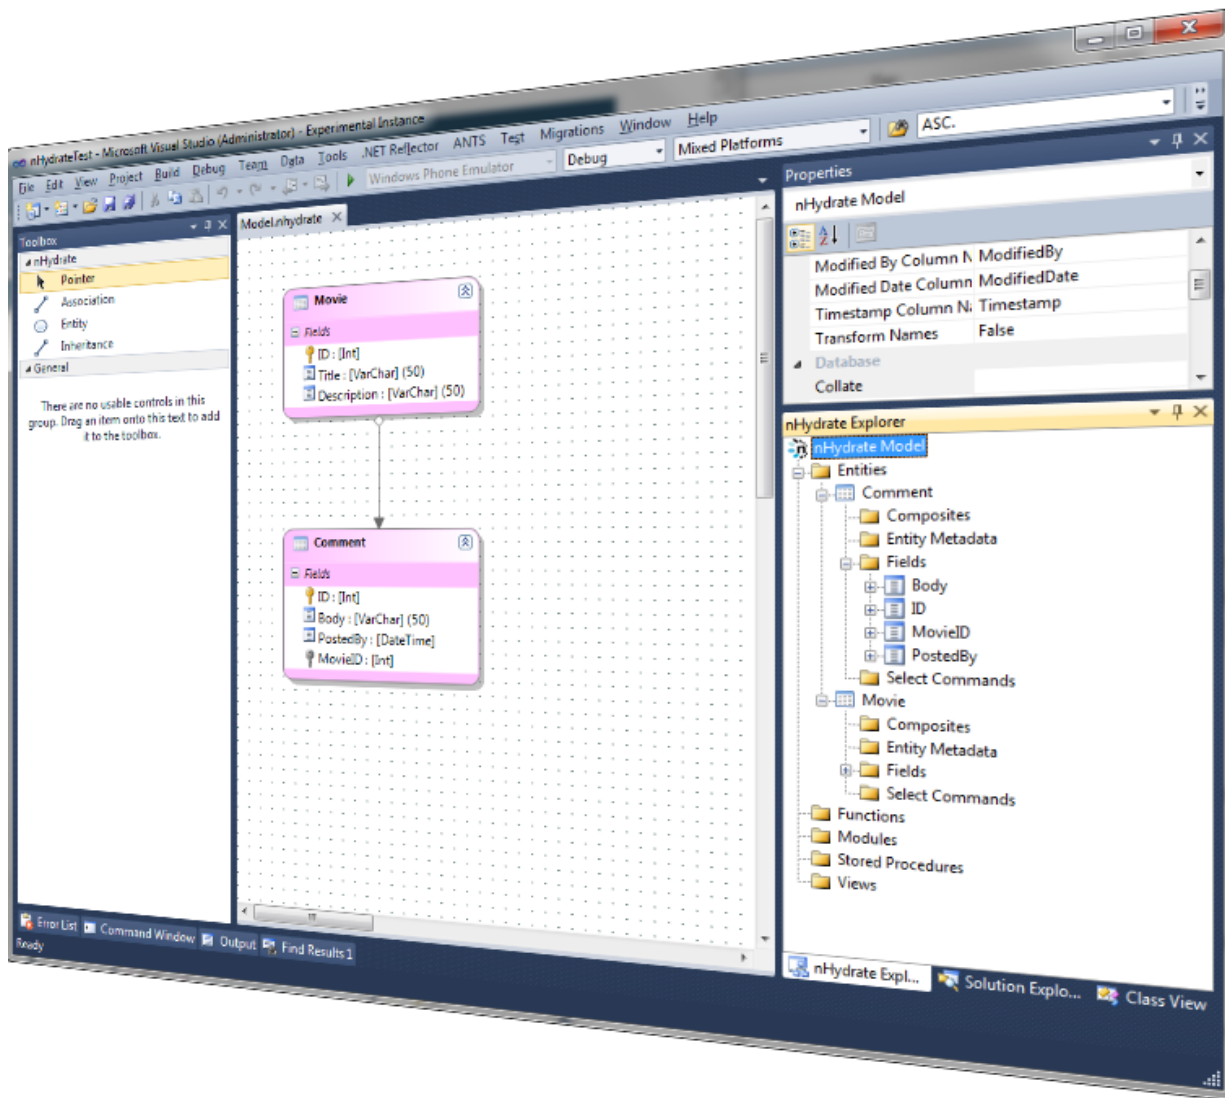 nHydrateTest - Microsoft Visual Studio (Administrator) - Experimental Instance
File Edit View Project Build Debug Team Data Tools .NET Reflector ANTS Test Migrations Window Help
Windows Phone Emulator Debug Mixed Platforms ASC.
Toolbox
nHydrate
Pointer
Association
Entity
Inheritance
General
There are no usable controls in this
group. Drag an item onto this text to add
it to the toolbox.
Model.nhydrate
Movie
Fields
ID : [Int]
Title : [VarChar] (50)
Description : [VarChar] (50)
Comment
Fields
ID : [Int]
Body : [VarChar] (50)
PostedBy : [DateTime]
MovieID : [Int]
Properties
nHydrate Model
Modified By Column N ModifiedBy
Modified Date Column ModifiedDate
Timestamp Column Na Timestamp
Transform Names False
Database
Collate
nHydrate Explorer
nHydrate Model
Entities
Comment
Composites
Entity Metadata
Fields
Body
ID
MovieID
PostedBy
Select Commands
Movie
Composites
Entity Metadata
Fields
Select Commands
Functions
Modules
Stored Procedures
Views
nHydrate Expl... Solution Explo... Class View
Error List Command Window Output Find Results 1
Ready